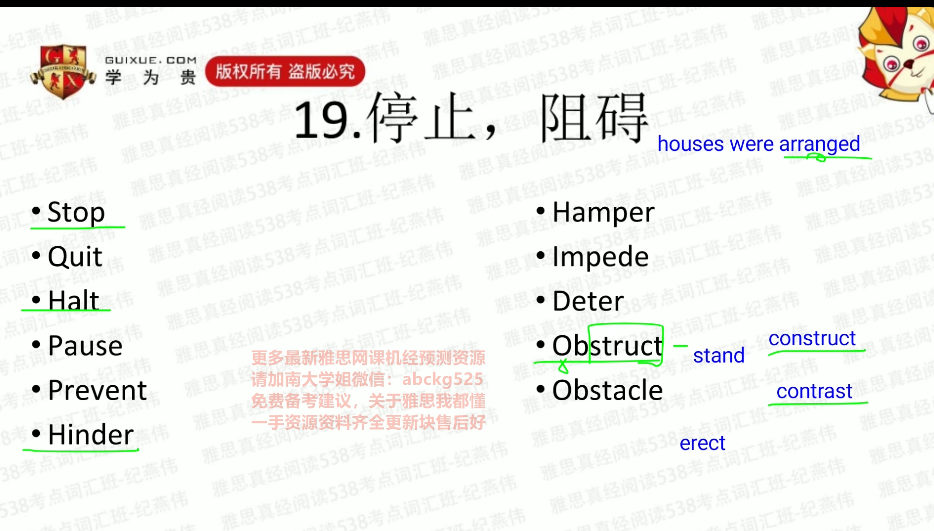 GUIXUE.COM
学为贵
版权所有 盗版必究
19.停止，阻碍
houses were arranged
• Stop
• Quit
• Halt
• Pause
• Prevent
• Hinder
• Hamper
• Impede
• Deter
• Obstruct
• Obstacle
stand
construct
contrast
erect
更多最新雅思网课机经预测资源
请加南大学姐微信：abckg525
免费备考建议，关于雅思我都懂
一手资源资料齐全更新块售后好
雅思真经阅读538考点词汇班-纪燕伟